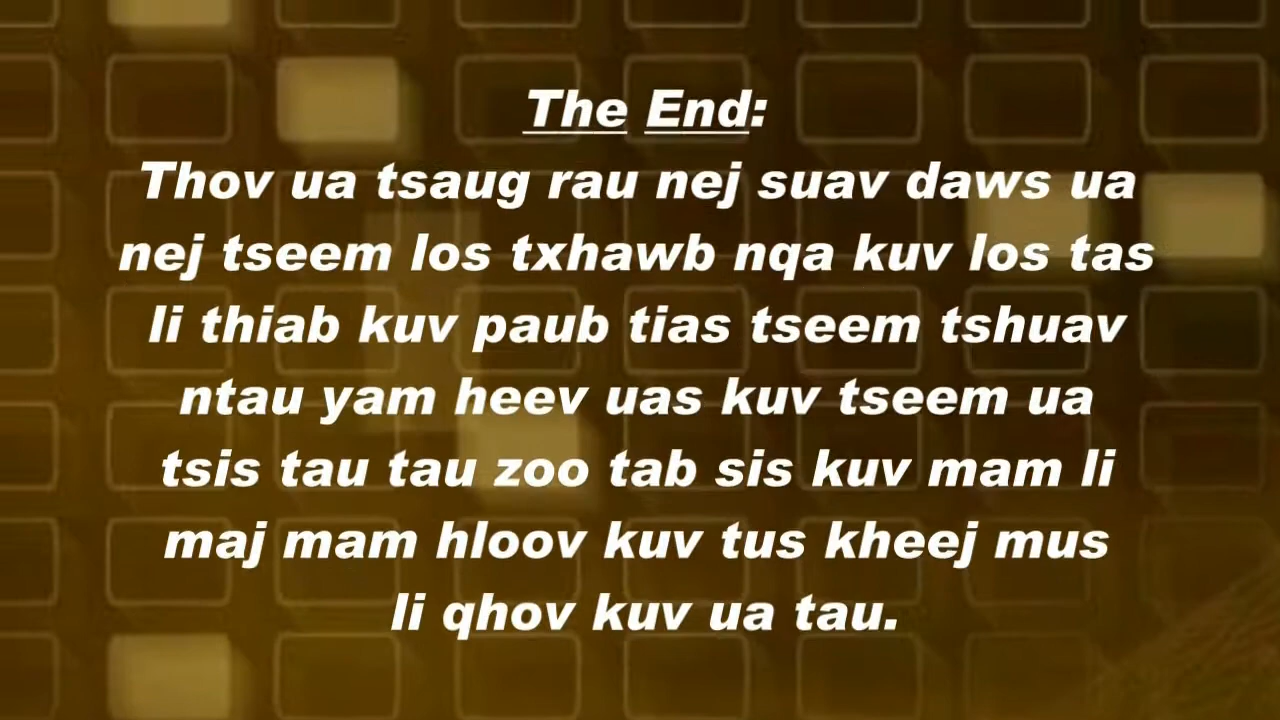 The End:
Thov ua tsaug rau nej suav daws ua
nej tseem los txhawb nqa kuv los tas
li thiab kuv paub tias tseem tshuav
ntau yam heev uas kuv tseem ua
tsis tau tau zoo tab sis kuv mam li
maj mam hloov kuv tus kheej mus
li qhov kuv ua tau.